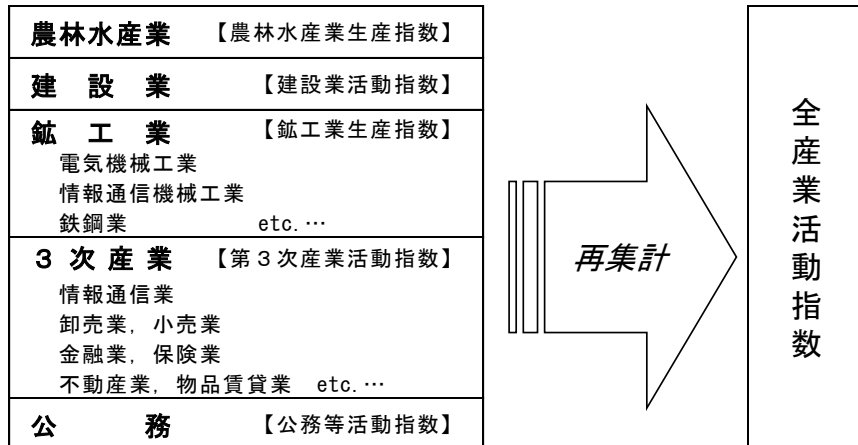 農林水産業 【農林水産業生産指数】
建設業 【建設業活動指数】
鉱工業 【鉱工業生産指数】
電気機械工業
情報通信機械工業
鉄鋼業 etc.…
３次産業 【第３次産業活動指数】
情報通信業
卸売業，小売業
金融業，保険業
不動産業，物品賃貸業 etc.…
公務 【公務等活動指数】
再集計
全産業活動指数